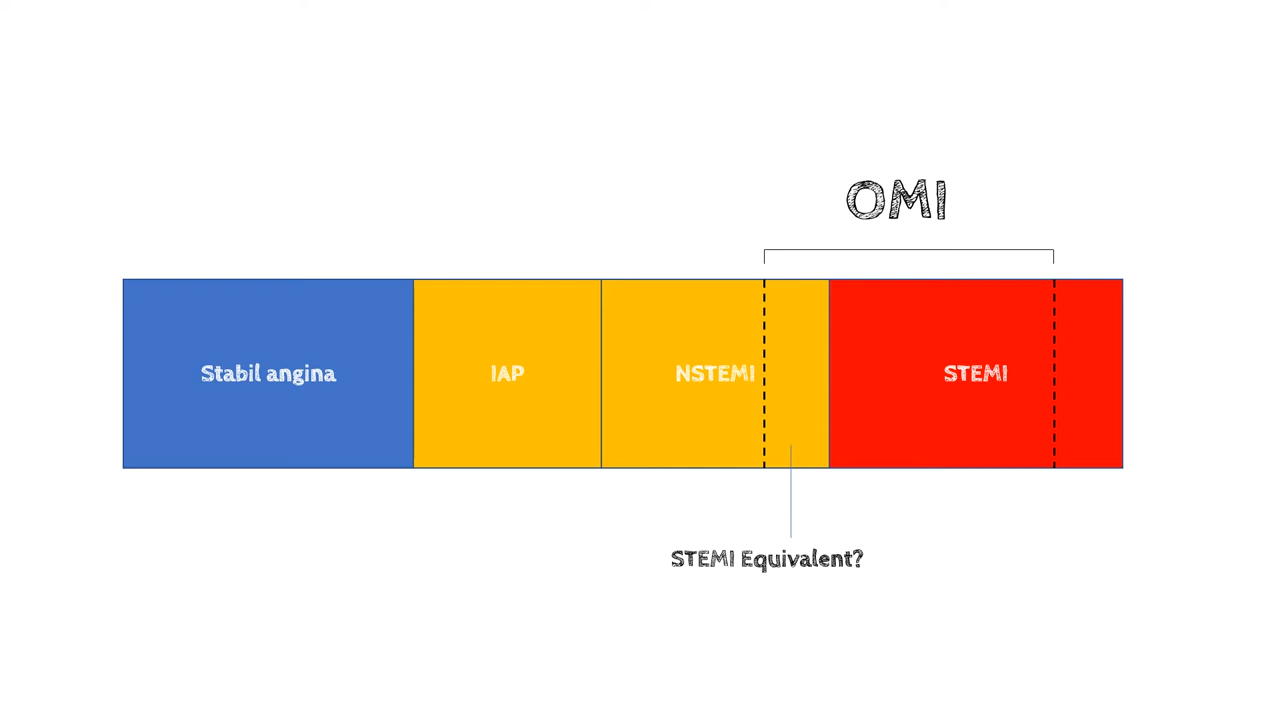 OMI
Stabil angina
IAP
NSTEMI
STEMI
STEMI Equivalent?